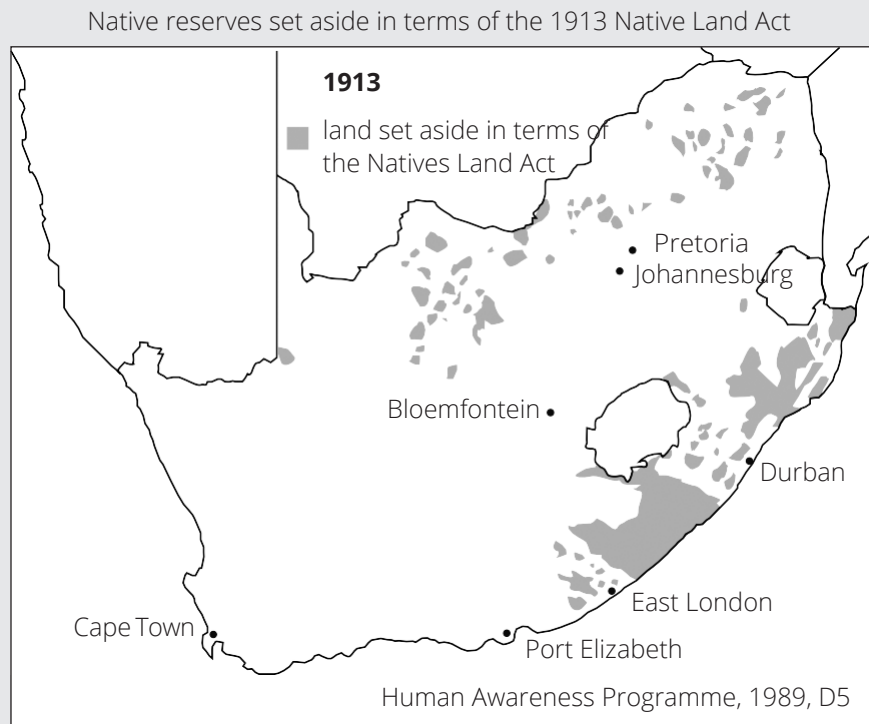 Native reserves set aside in terms of the 1913 Native Land Act
1913
land set aside in terms of
the Natives Land Act
Pretoria
Johannesburg
Bloemfontein
Durban
East London
Cape Town
Port Elizabeth
Human Awareness Programme, 1989, D5